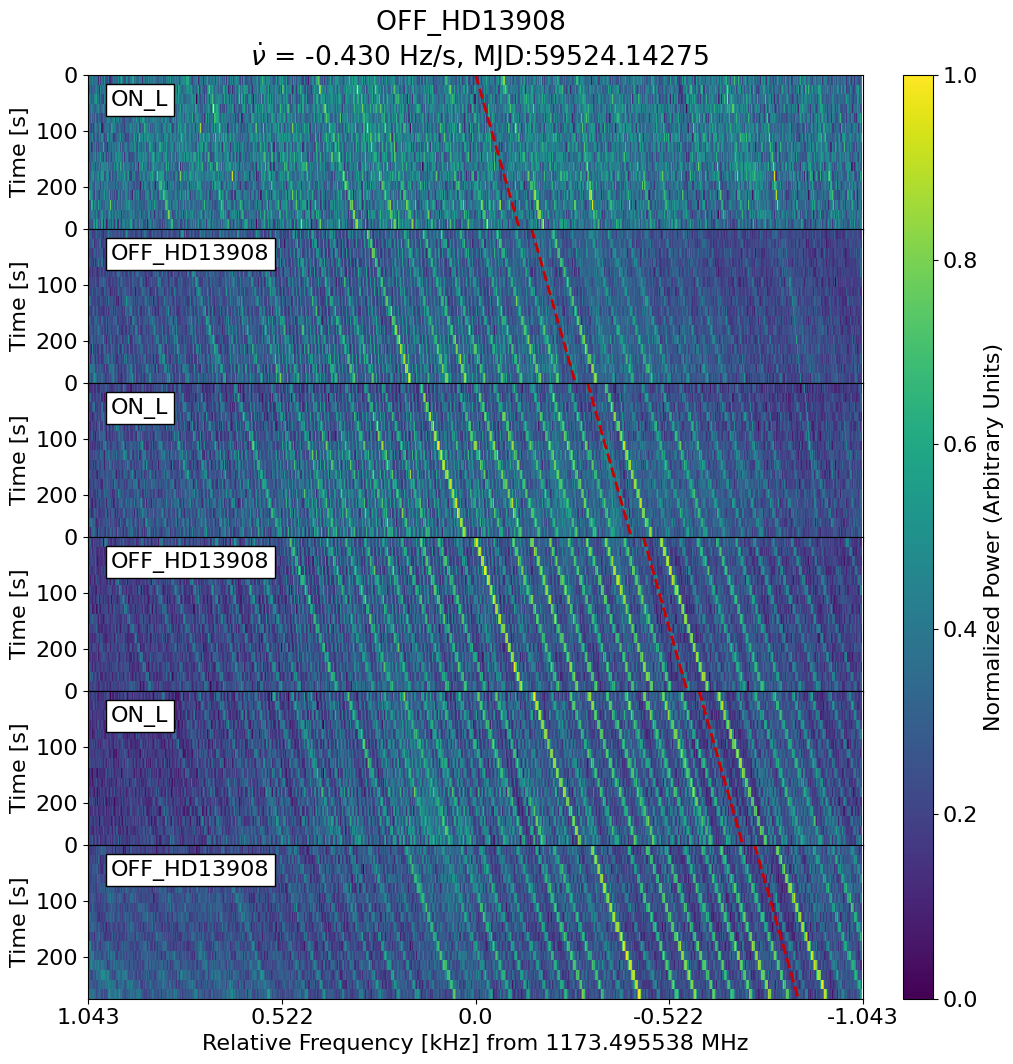 OFF_HD13908
ν̇ = -0.430 Hz/s, MJD:59524.14275
0
100
200
Time [s]
ON_L
0
100
200
Time [s]
OFF_HD13908
0
100
200
Time [s]
ON_L
0
100
200
Time [s]
OFF_HD13908
0
100
200
Time [s]
ON_L
0
100
200
Time [s]
OFF_HD13908
1.043 0.522 0.0 -0.522 -1.043
Relative Frequency [kHz] from 1173.495538 MHz
1.0
0.8
0.6
0.4
0.2
0.0
Normalized Power (Arbitrary Units)